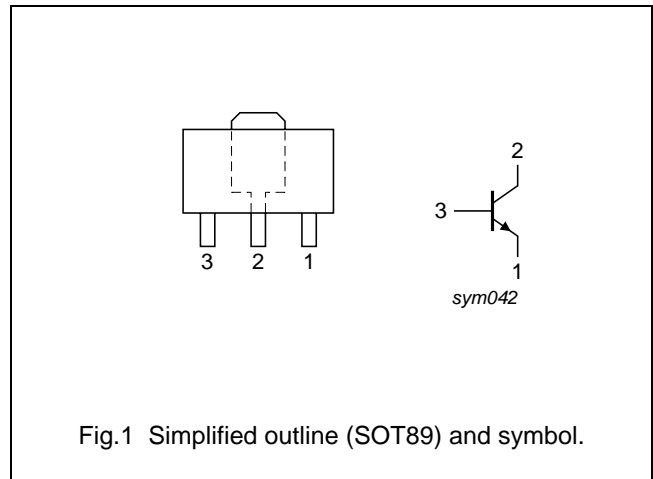 2
3
3 2 1
1
sym042
Fig.1 Simplified outline (SOT89) and symbol.